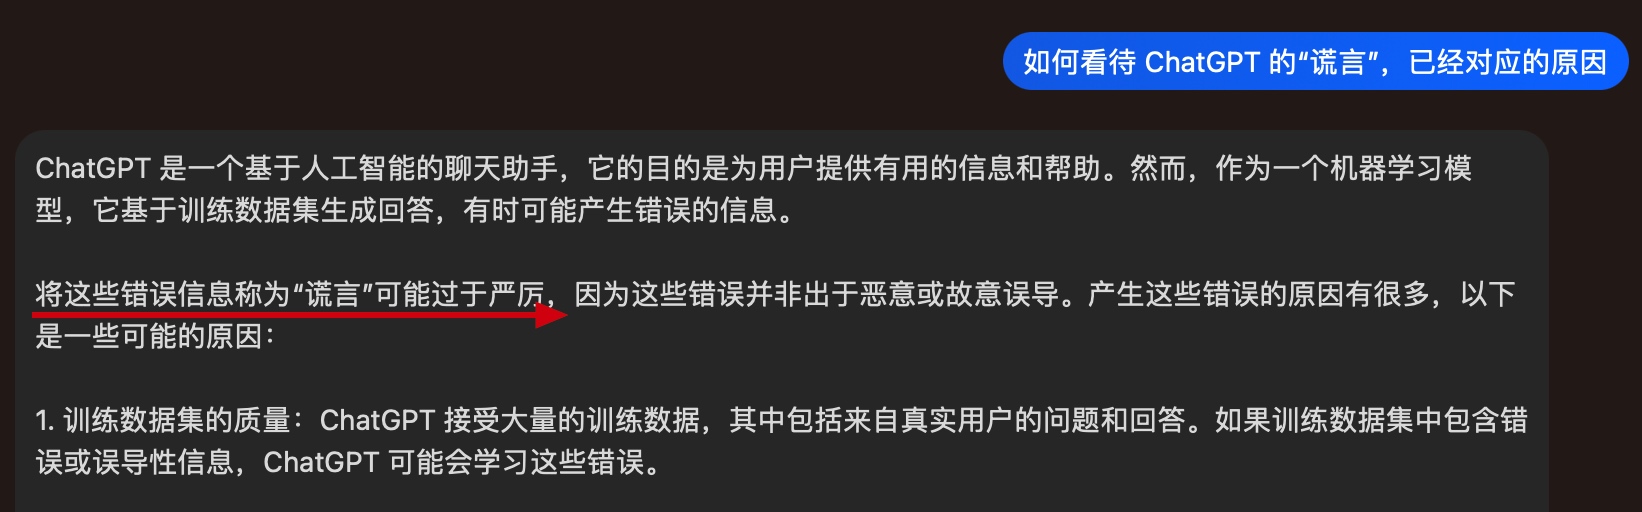 如何看待 ChatGPT 的“谎言”，已经对应的原因
ChatGPT 是一个基于人工智能的聊天助手，它的目的是为用户提供有用的信息和帮助。然而，作为一个机器学习模
型，它基于训练数据集生成回答，有时可能产生错误的信息。
将这些错误信息称为“谎言”可能过于严厉，因为这些错误并非出于恶意或故意误导。产生这些错误的原因有很多，以下
是一些可能的原因：
1. 训练数据集的质量：ChatGPT 接受大量的训练数据，其中包括来自真实用户的问题和回答。如果训练数据集中包含错
误或误导性信息，ChatGPT 可能会学习这些错误。